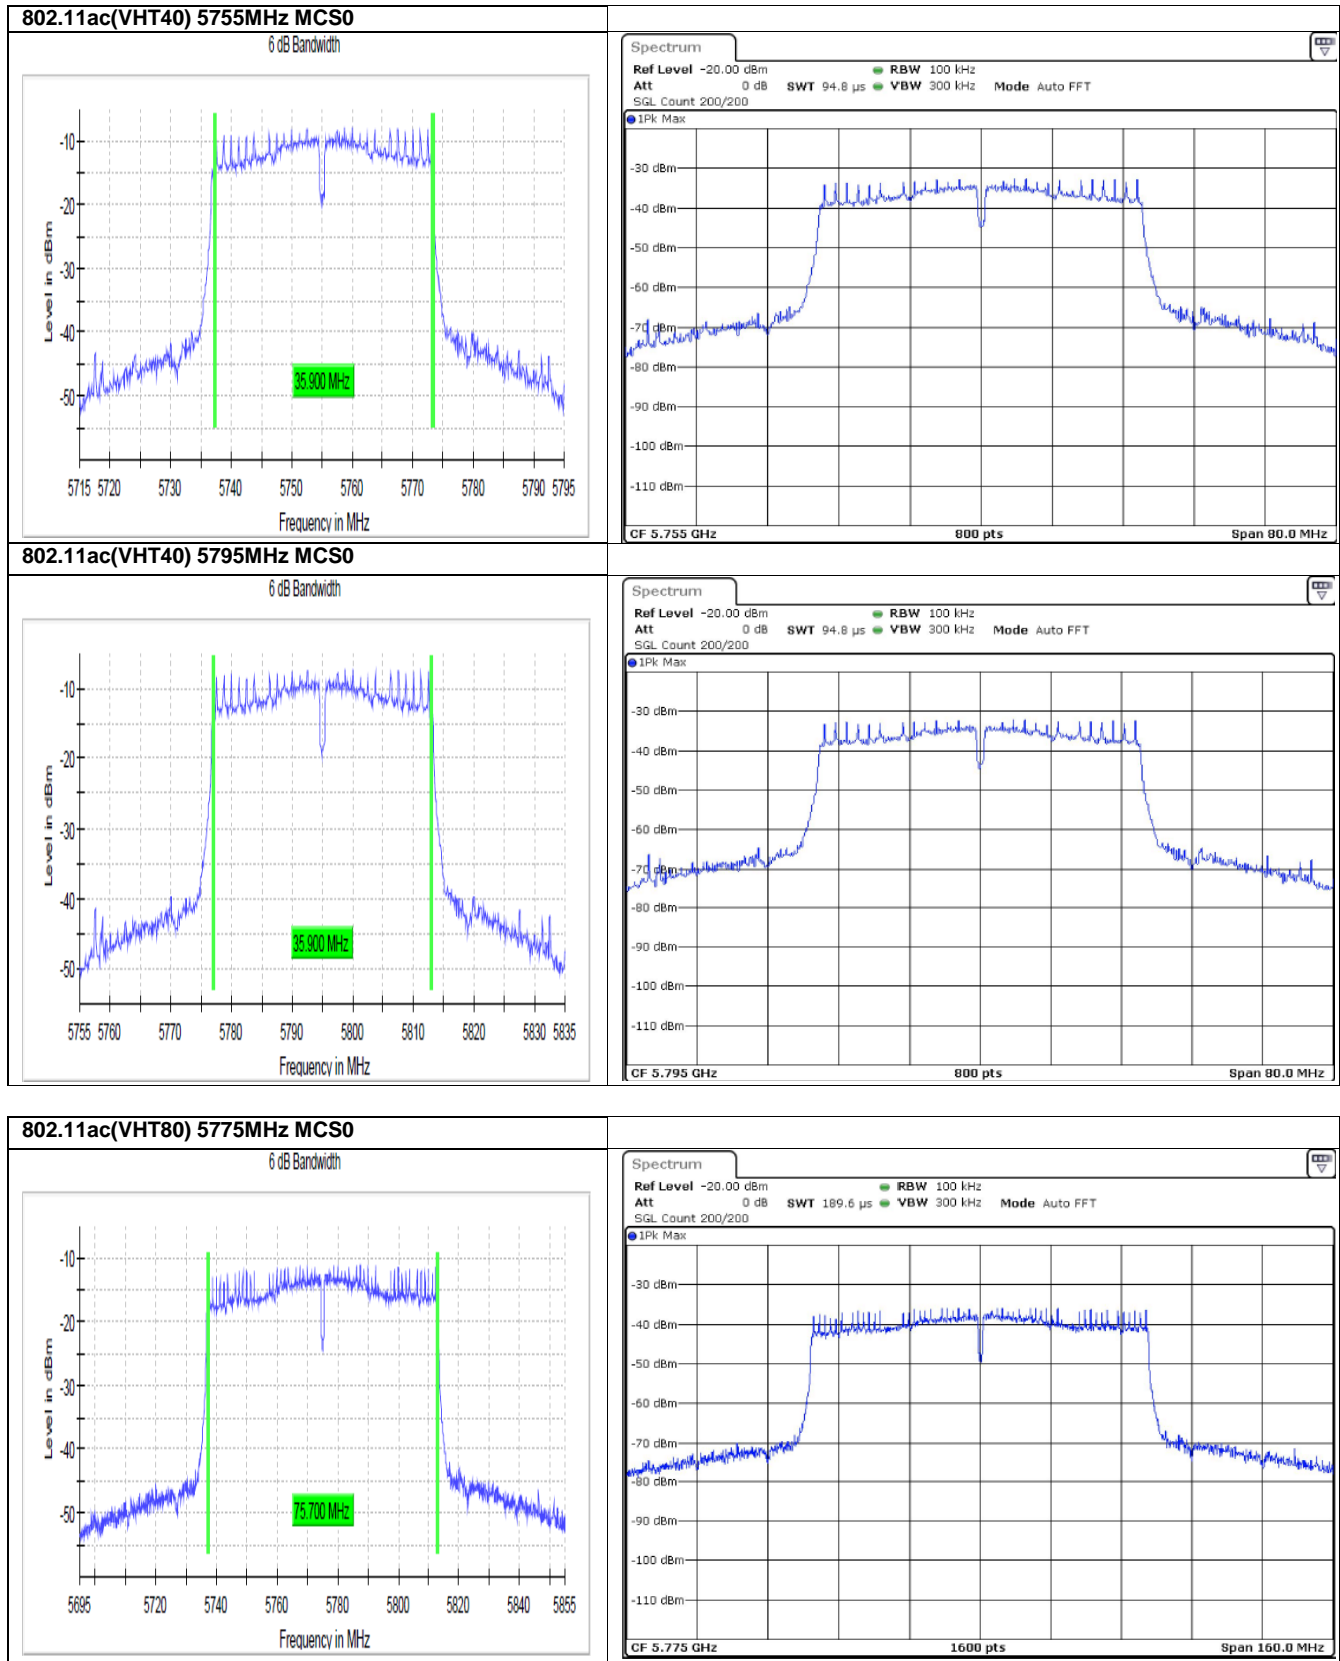 802.11ac(VHT40) 5755MHz MCS0
6 dB Bandwidth
-10
-20
-30
-40
-50
Level in dBm
35.900 MHz
5715 5720 5730 5740 5750 5760 5770 5780 5790 5795
Frequency in MHz
Spectrum
Ref Level -20.00 dBm RBW 100 kHz
Att 0 dB SWT 94.8 µs VBW 300 kHz Mode Auto FFT
SGL Count 200/200
1Pk Max
-30 dBm
-40 dBm
-50 dBm
-60 dBm
-70 dBm
-80 dBm
-90 dBm
-100 dBm
-110 dBm
CF 5.755 GHz 800 pts Span 80.0 MHz
802.11ac(VHT40) 5795MHz MCS0
6 dB Bandwidth
-10
-20
-30
-40
-50
Level in dBm
35.900 MHz
5755 5760 5770 5780 5790 5800 5810 5820 5830 5835
Frequency in MHz
Spectrum
Ref Level -20.00 dBm RBW 100 kHz
Att 0 dB SWT 94.8 µs VBW 300 kHz Mode Auto FFT
SGL Count 200/200
1Pk Max
-30 dBm
-40 dBm
-50 dBm
-60 dBm
-70 dBm
-80 dBm
-90 dBm
-100 dBm
-110 dBm
CF 5.795 GHz 800 pts Span 80.0 MHz
802.11ac(VHT80) 5775MHz MCS0
6 dB Bandwidth
-10
-20
-30
-40
-50
Level in dBm
75.700 MHz
5695 5720 5740 5760 5780 5800 5820 5840 5855
Frequency in MHz
Spectrum
Ref Level -20.00 dBm RBW 100 kHz
Att 0 dB SWT 189.6 µs VBW 300 kHz Mode Auto FFT
SGL Count 200/200
1Pk Max
-30 dBm
-40 dBm
-50 dBm
-60 dBm
-70 dBm
-80 dBm
-90 dBm
-100 dBm
-110 dBm
CF 5.775 GHz 1600 pts Span 160.0 MHz